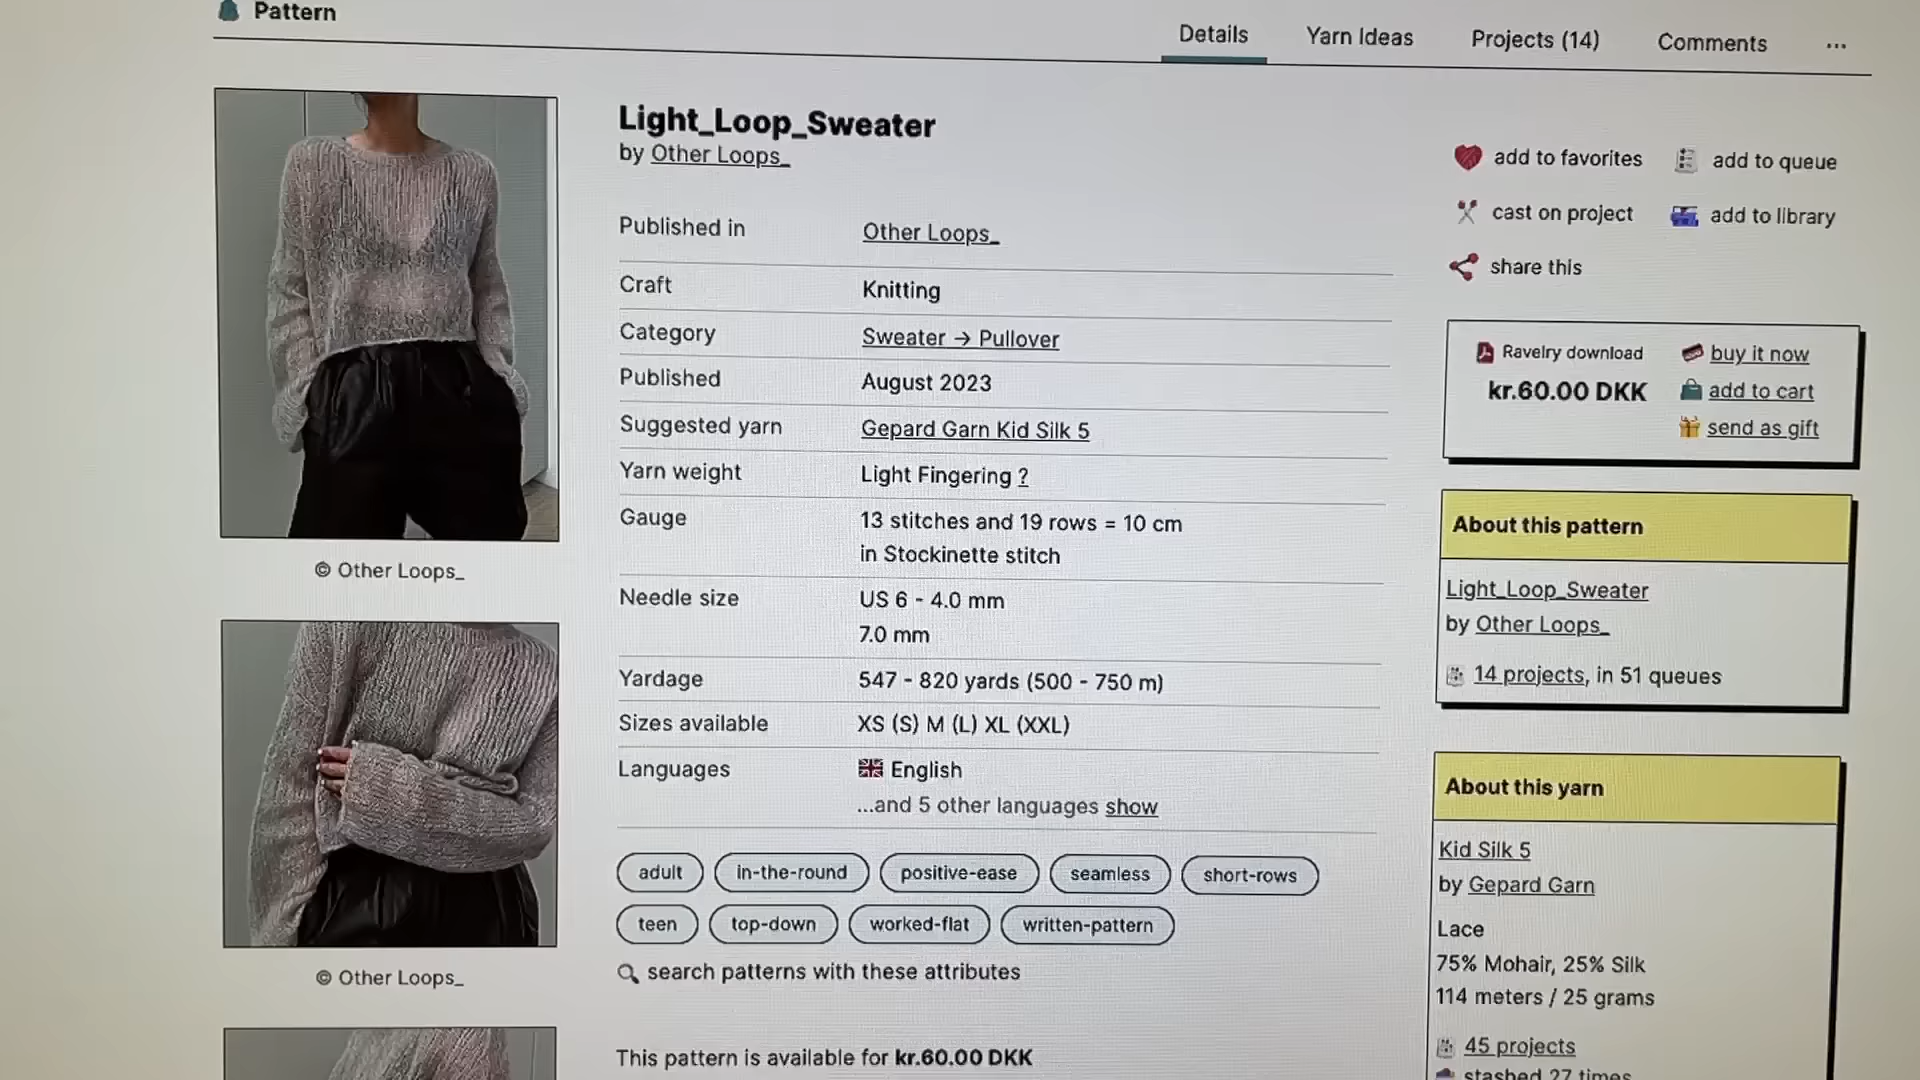 Pattern
Details
Yarn Ideas
Projects (14)
Comments
...
Light_Loop_Sweater
by Other Loops_
Published in
Other Loops_
Craft
Knitting
Category
Sweater → Pullover
Published
August 2023
Suggested yarn
Gepard Garn Kid Silk 5
Yarn weight
Light Fingering ?
Gauge
13 stitches and 19 rows = 10 cm
in Stockinette stitch
Needle size
US 6 - 4.0 mm
7.0 mm
Yardage
547 - 820 yards (500 - 750 m)
Sizes available
XS (S) M (L) XL (XXL)
Languages
English
...and 5 other languages show
adult
in-the-round
positive-ease
seamless
short-rows
teen
top-down
worked-flat
written-pattern
search patterns with these attributes
This pattern is available for kr.60.00 DKK
© Other Loops_
© Other Loops_
add to favorites
add to queue
cast on project
add to library
share this
Ravelry download
kr.60.00 DKK
buy it now
add to cart
send as gift
About this pattern
Light_Loop_Sweater
by Other Loops_
14 projects, in 51 queues
About this yarn
Kid Silk 5
by Gepard Garn
Lace
75% Mohair, 25% Silk
114 meters / 25 grams
45 projects
stashed 27 times